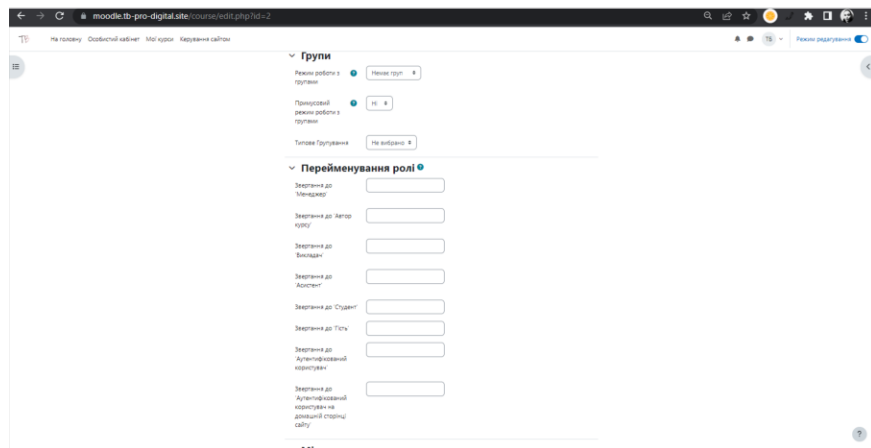 moodle.tb-pro-digital.site/course/edit.php?id=2
На головну Особистий кабінет Мої курси Керування сайтом
ТБ
Режим редагування
Групи
Режим роботи з
групами
Немає груп
Примусовий
режим роботи з
групами
Ні
Типове Групування
Не вибрано
Перейменування ролі
Звертання до
'Менеджер'
Звертання до 'Автор
курсу'
Звертання до
'Викладач'
Звертання до
'Асистент'
Звертання до 'Студент'
Звертання до 'Гість'
Звертання до
'Аутентифікований
користувач'
Звертання до
'Аутентифікований
користувач на
домашній сторінці
сайту'